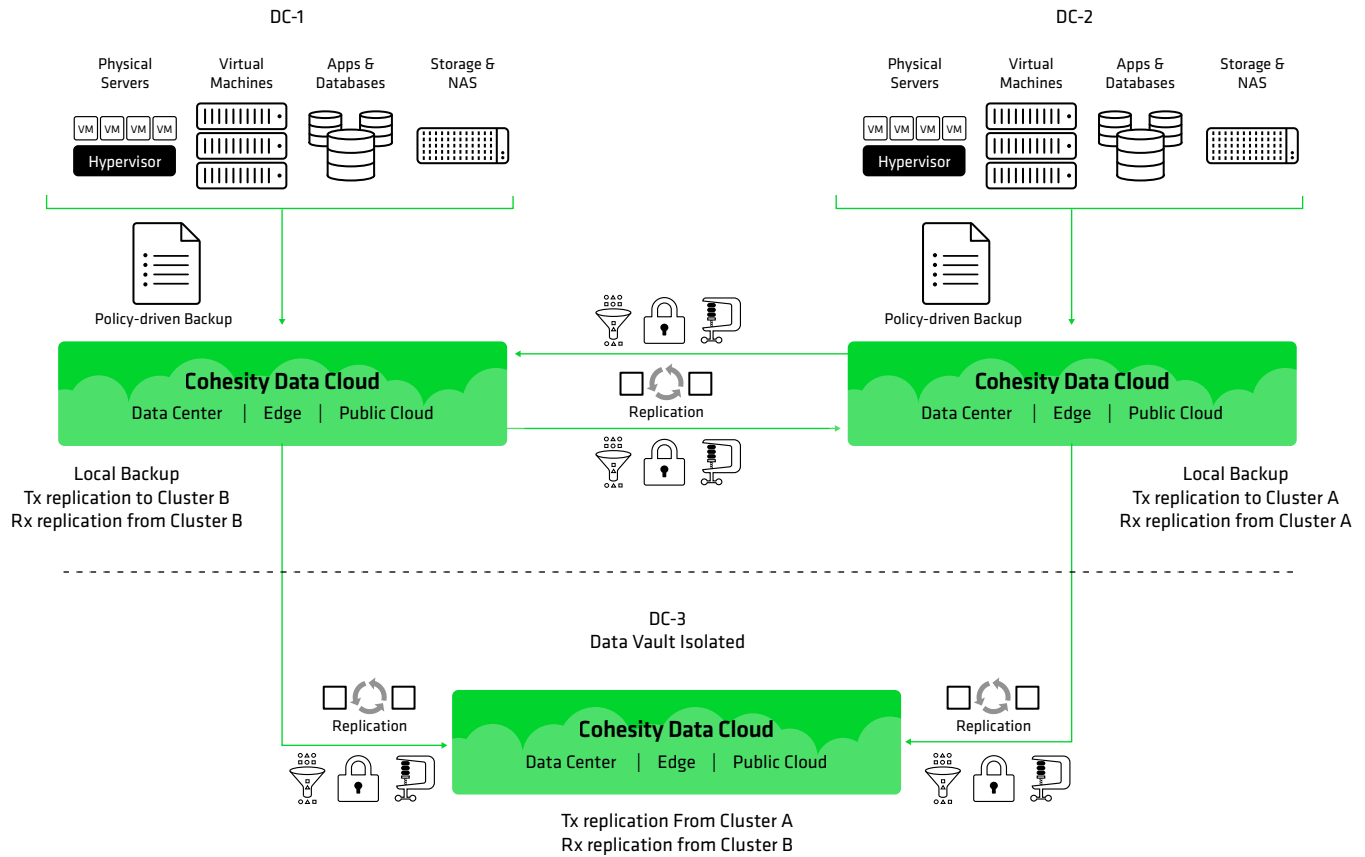 DC-1
Physical
Servers
Virtual
Machines
Apps &
Databases
Storage &
NAS
VM VM VM VM
Hypervisor
Policy-driven Backup
Cohesity Data Cloud
Data Center | Edge | Public Cloud
Local Backup
Tx replication to Cluster B
Rx replication from Cluster B
Replication
DC-2
Physical
Servers
Virtual
Machines
Apps &
Databases
Storage &
NAS
VM VM VM VM
Hypervisor
Policy-driven Backup
Cohesity Data Cloud
Data Center | Edge | Public Cloud
Local Backup
Tx replication to Cluster A
Rx replication from Cluster A
DC-3
Data Vault Isolated
Replication
Cohesity Data Cloud
Data Center | Edge | Public Cloud
Replication
Tx replication From Cluster A
Rx replication from Cluster B